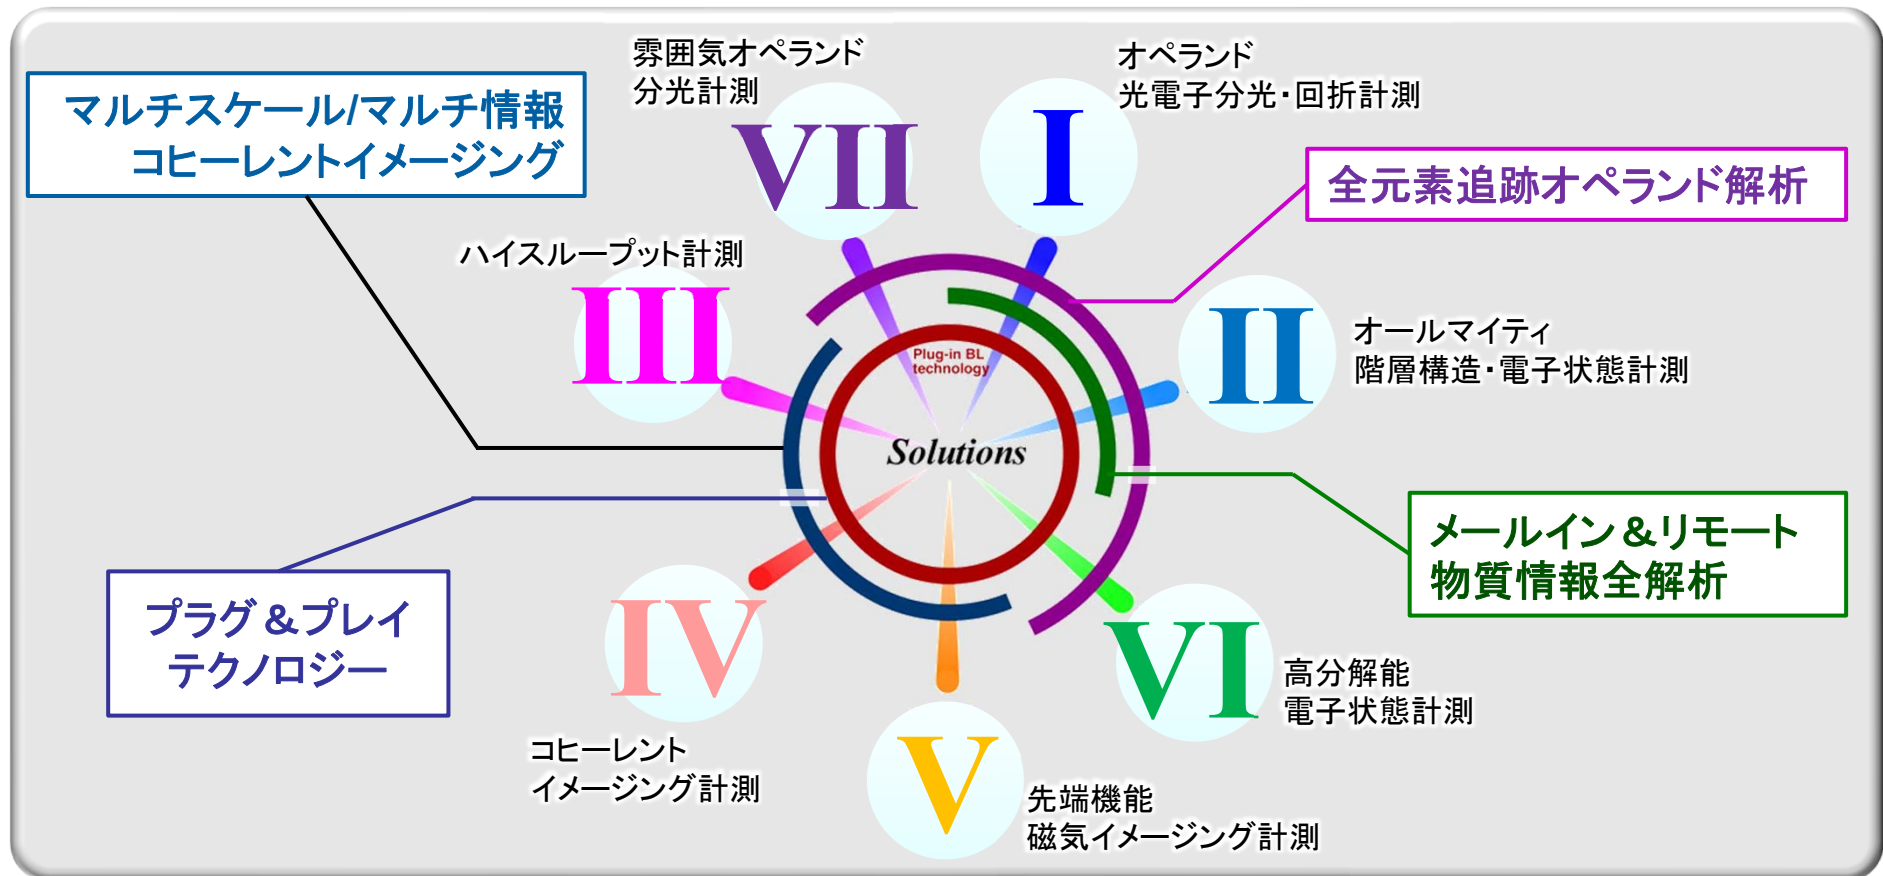 雰囲気オペランド
分光計測
VII
オペランド
光電子分光・回折計測
I
マルチスケール/マルチ情報
コヒーレントイメージング
全元素追跡オペランド解析
ハイスループット計測
III
II
オールマイティ
階層構造・電子状態計測
Plug-in BL
technology
Solutions
メールイン＆リモート
物質情報全解析
プラグ＆プレイ
テクノロジー
IV
コヒーレント
イメージング計測
V
先端機能
磁気イメージング計測
VI
高分解能
電子状態計測